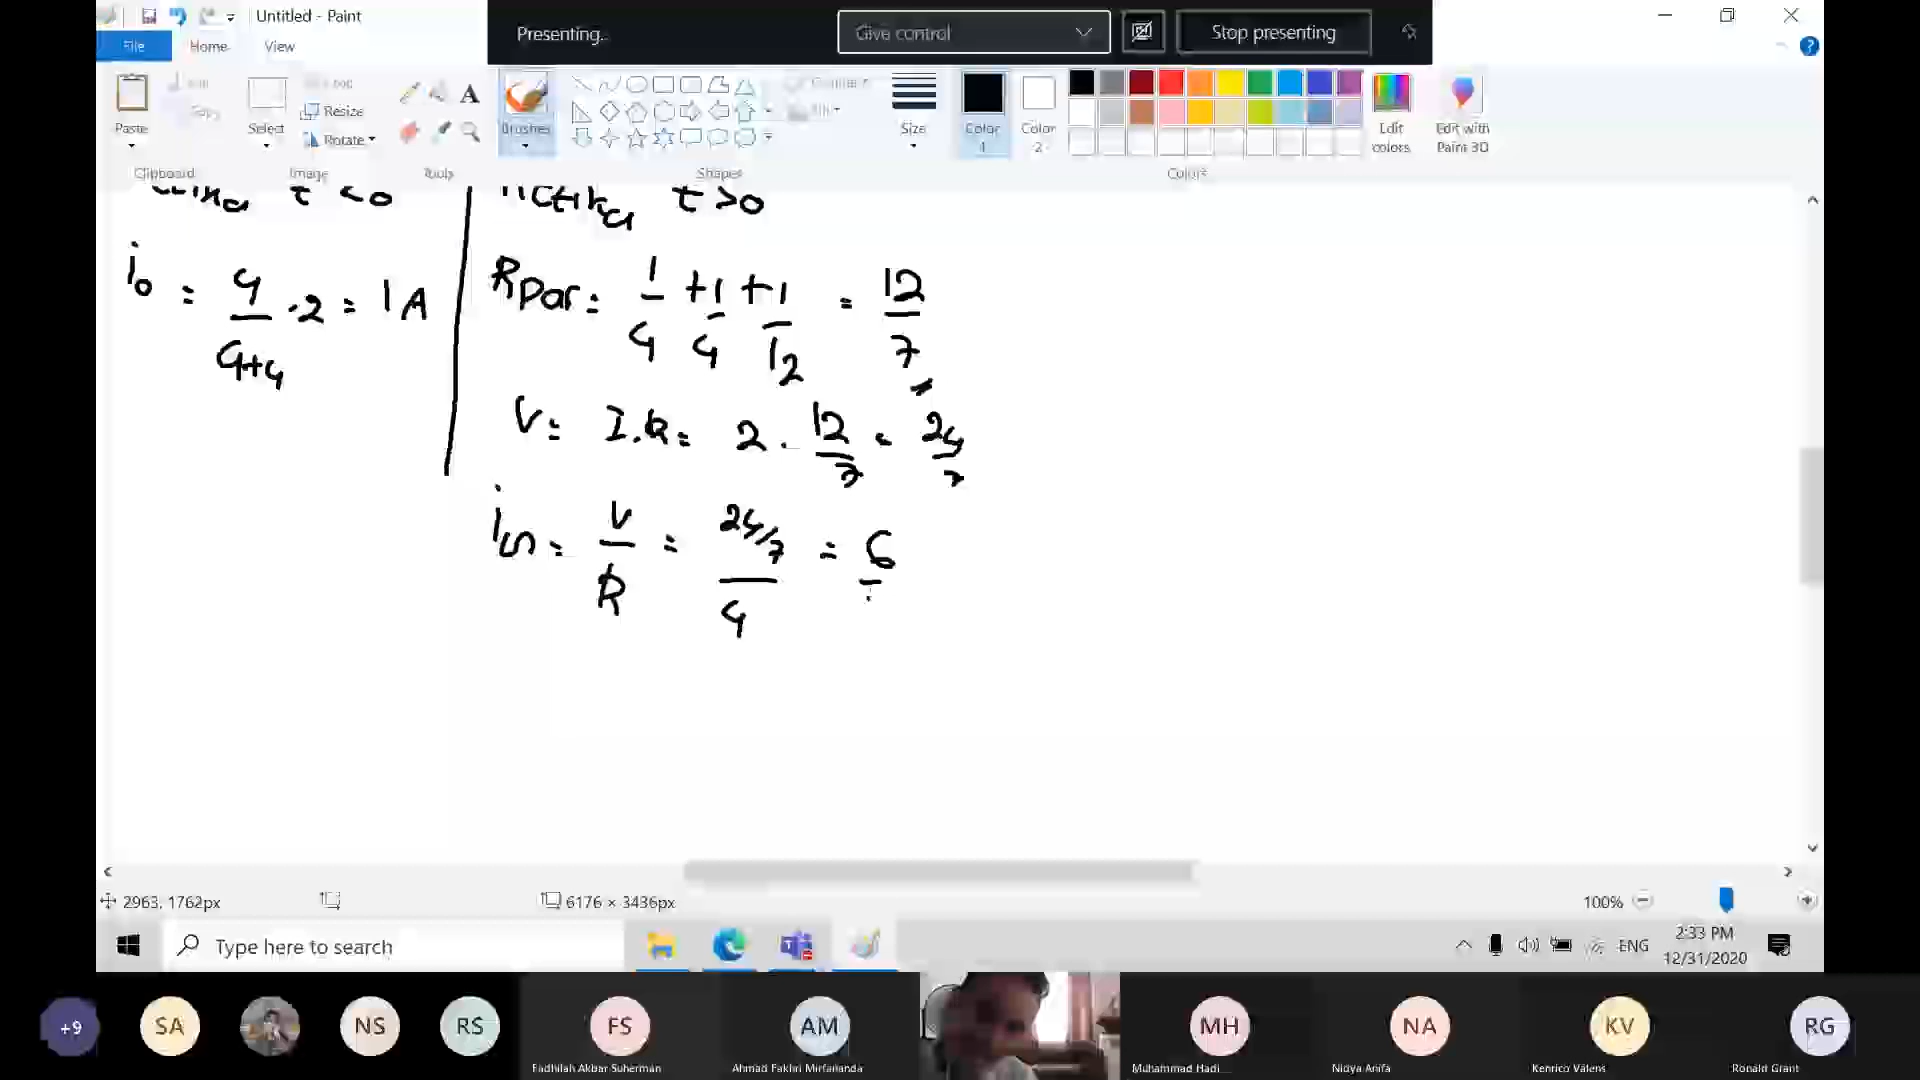 Untitled - Paint
Presenting...
Give control
Stop presenting
File
Home
View
Paste
Copy
Select
Crop
Resize
Rotate
A
Brushes
Size
Color
1
Color
2
Edit
colors
Edit with
Paint 3D
Clipboard
Image
Tools
Shapes
Colors
t < 0
t > 0
i₀ = 4/(4+4) . 2 = 1 A
Rpar = 1/4 + 1/4 + 1/12 = 12/7
V = I.R = 2 . 12/7 = 24/7
= V/R = 24/7 / 4 = 6
2963, 1762px
6176 × 3436px
100%
Type here to search
ENG
2:33 PM
12/31/2020
+9
SA
NS
RS
FS
AM
MH
NA
KV
RG
Fadhilah Akbar Suherman
Ahmad Fakhri Mirfananda
Muhammad Hadi...
Nidya Anifa
Kenrico Valens
Ronald Grant